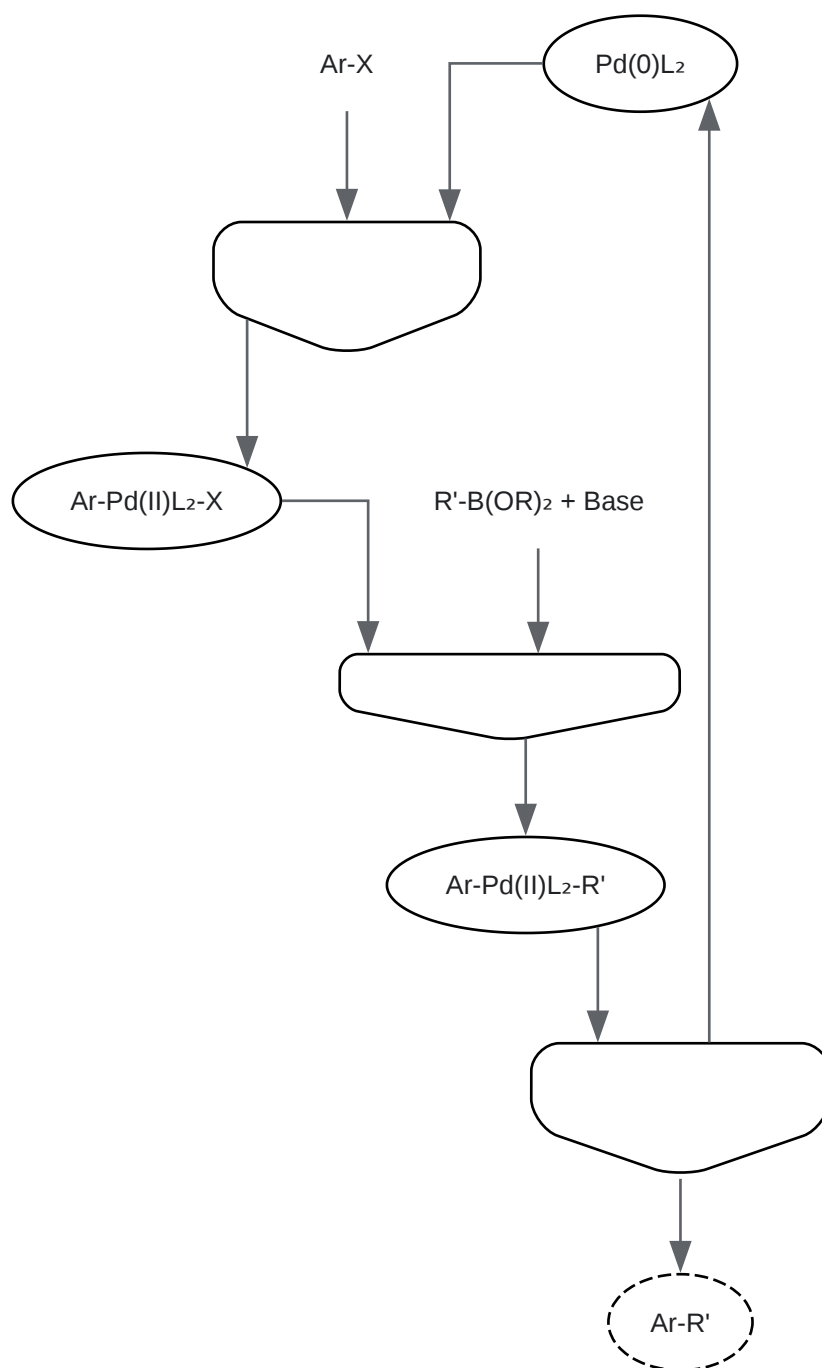 Ar-X
Pd(0)L₂
Ar-Pd(II)L₂-X
R'-B(OR)₂ + Base
Ar-Pd(II)L₂-R'
Ar-R'